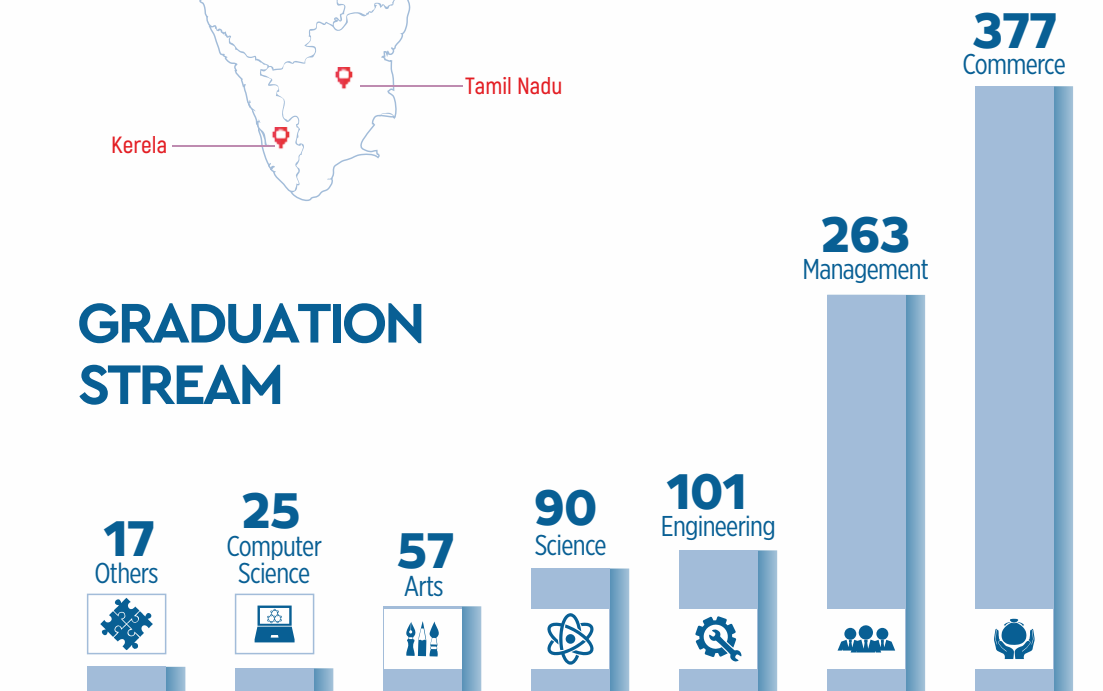 Tamil Nadu
Kerela
GRADUATION
STREAM
17
Others
25
Computer
Science
57
Arts
90
Science
101
Engineering
263
Management
377
Commerce